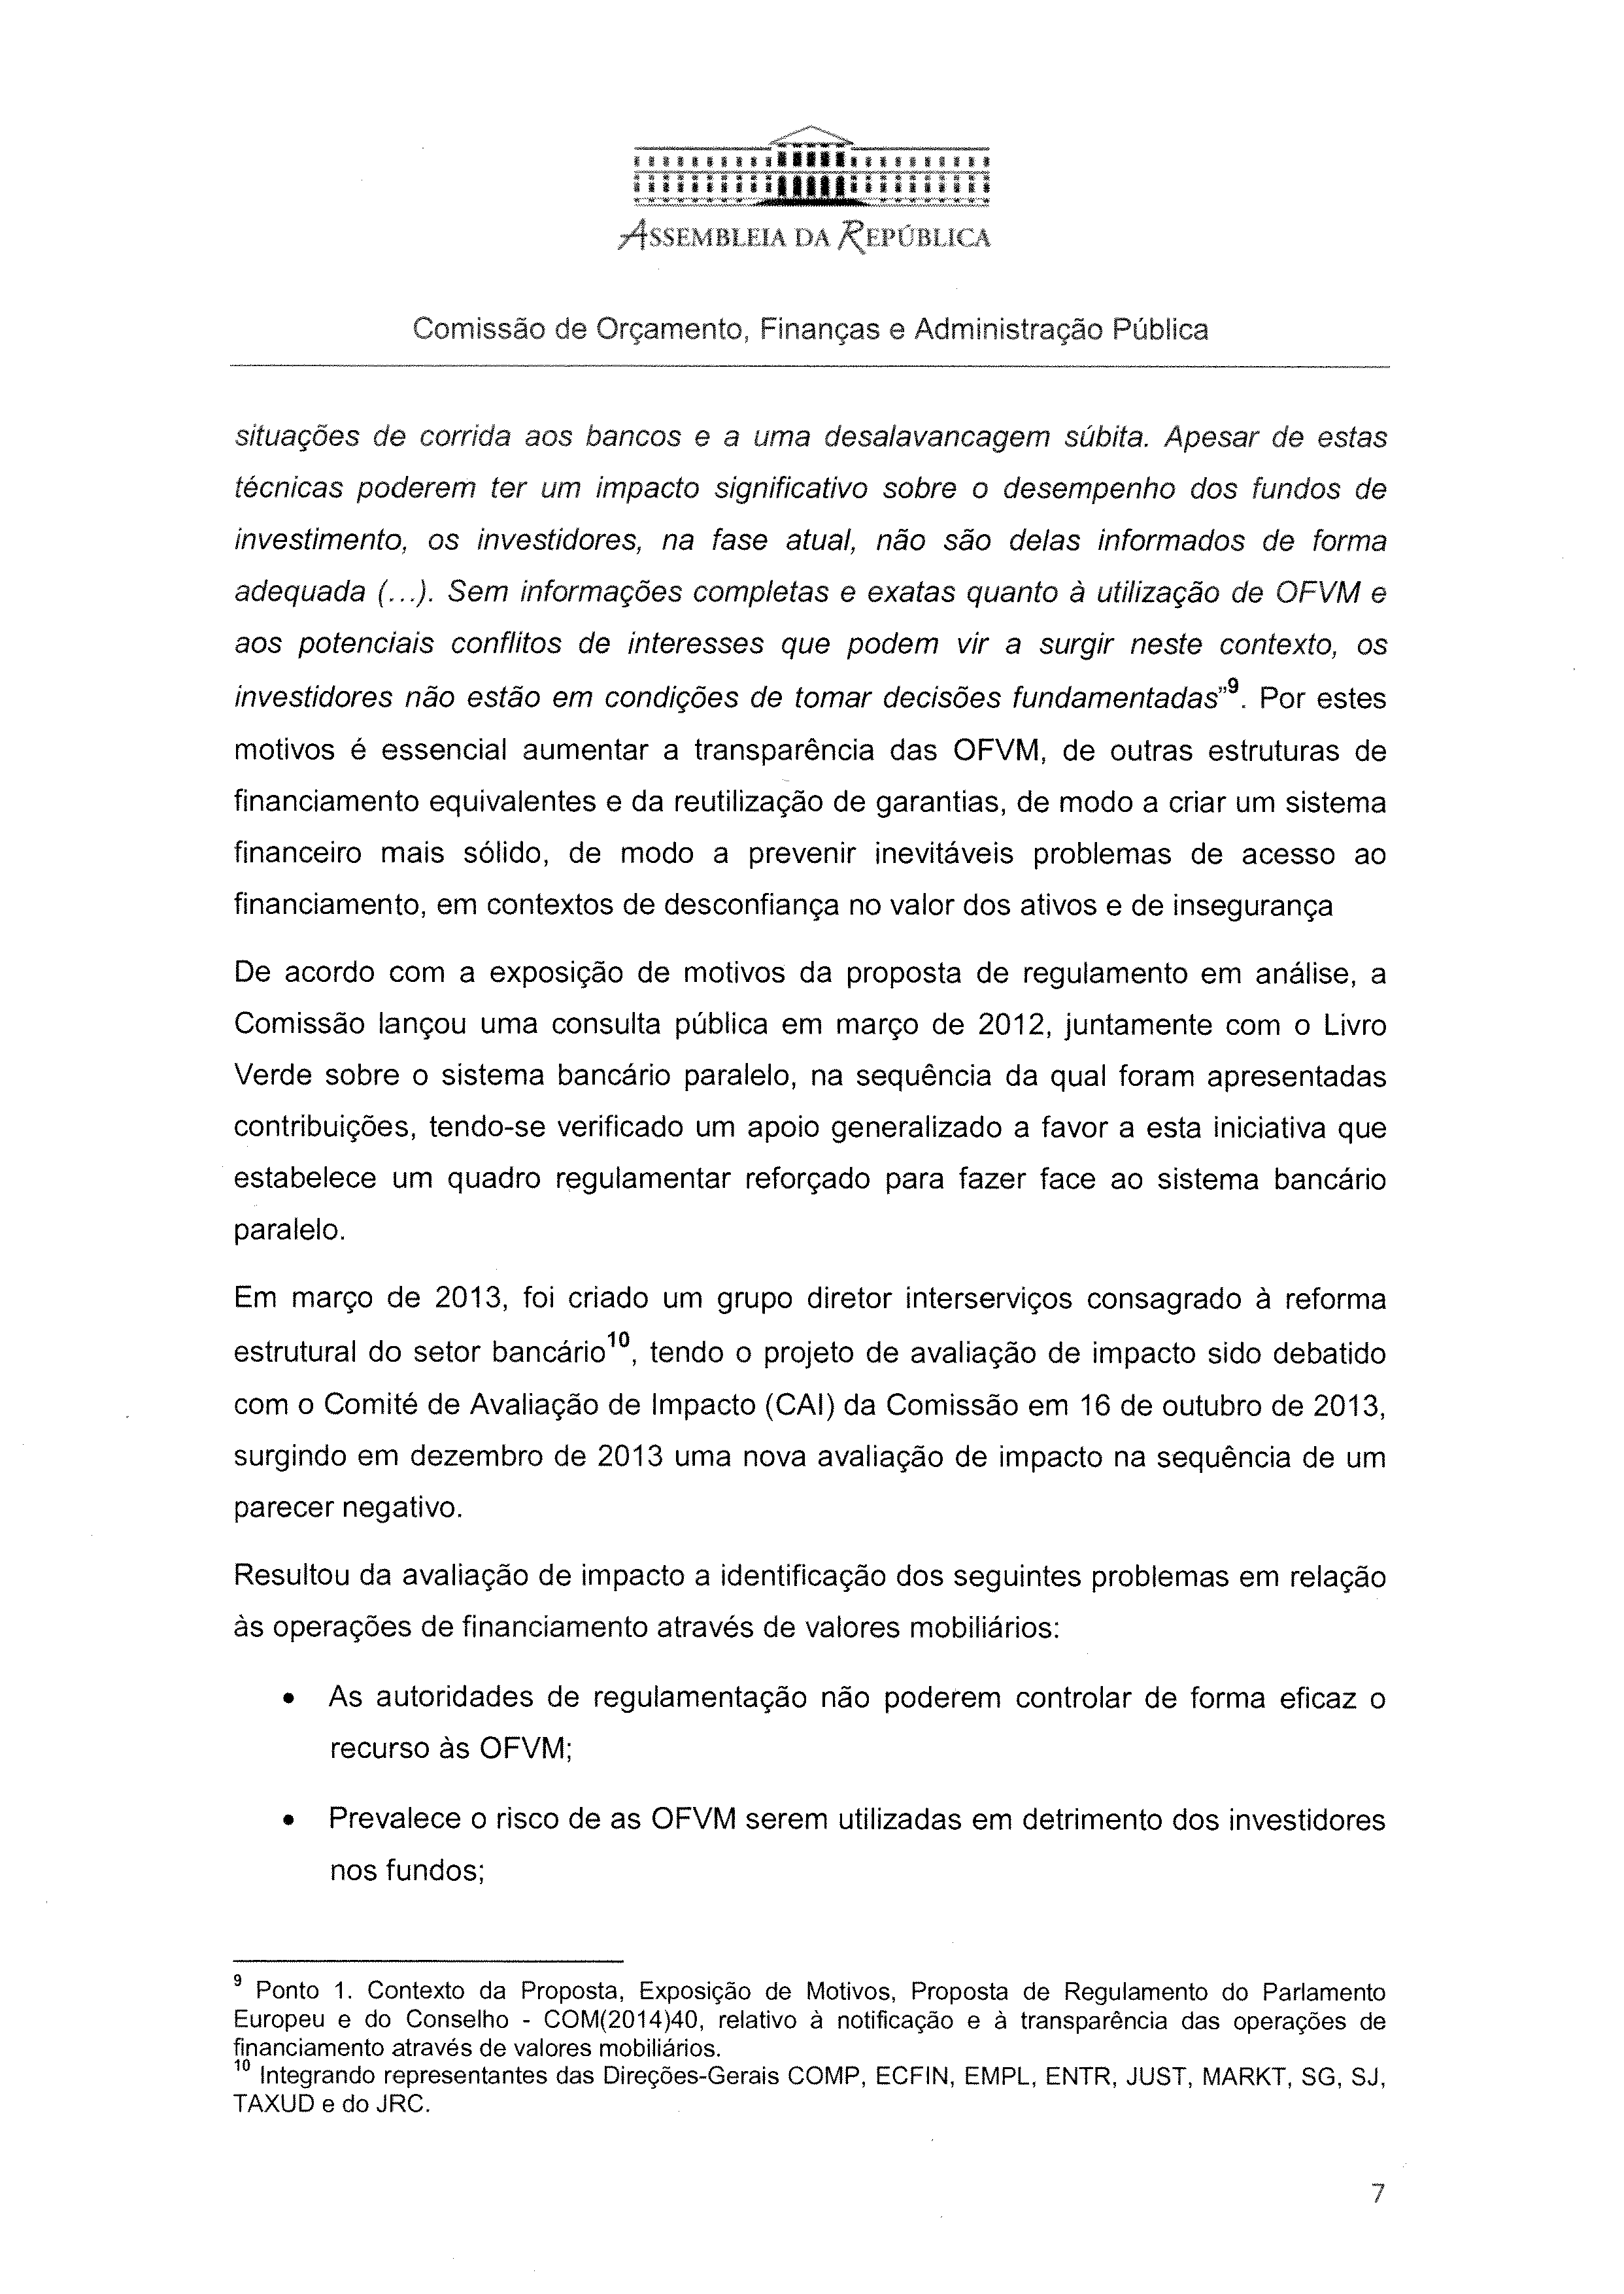 ASSEMBLEIA DA REPÚBLICA
Comissão de Orçamento, Finanças e Administração Pública
situações de corrida aos bancos e a uma desalavancagem súbita. Apesar de estas
técnicas poderem ter um impacto significativo sobre o desempenho dos fundos de
investimento, os investidores, na fase atual, não são delas informados de forma
adequada (...). Sem informações completas e exatas quanto à utilização de OFVM e
aos potenciais conflitos de interesses que podem vir a surgir neste contexto, os
investidores não estão em condições de tomar decisões fundamentadas”⁹. Por estes
motivos é essencial aumentar a transparência das OFVM, de outras estruturas de
financiamento equivalentes e da reutilização de garantias, de modo a criar um sistema
financeiro mais sólido, de modo a prevenir inevitáveis problemas de acesso ao
financiamento, em contextos de desconfiança no valor dos ativos e de insegurança
De acordo com a exposição de motivos da proposta de regulamento em análise, a
Comissão lançou uma consulta pública em março de 2012, juntamente com o Livro
Verde sobre o sistema bancário paralelo, na sequência da qual foram apresentadas
contribuições, tendo-se verificado um apoio generalizado a favor a esta iniciativa que
estabelece um quadro regulamentar reforçado para fazer face ao sistema bancário
paralelo.
Em março de 2013, foi criado um grupo diretor interserviços consagrado à reforma
estrutural do setor bancário¹⁰, tendo o projeto de avaliação de impacto sido debatido
com o Comité de Avaliação de Impacto (CAI) da Comissão em 16 de outubro de 2013,
surgindo em dezembro de 2013 uma nova avaliação de impacto na sequência de um
parecer negativo.
Resultou da avaliação de impacto a identificação dos seguintes problemas em relação
às operações de financiamento através de valores mobiliários:
• As autoridades de regulamentação não poderem controlar de forma eficaz o
recurso às OFVM;
• Prevalece o risco de as OFVM serem utilizadas em detrimento dos investidores
nos fundos;
⁹ Ponto 1. Contexto da Proposta, Exposição de Motivos, Proposta de Regulamento do Parlamento
Europeu e do Conselho - COM(2014)40, relativo à notificação e à transparência das operações de
financiamento através de valores mobiliários.
¹⁰ Integrando representantes das Direções-Gerais COMP, ECFIN, EMPL, ENTR, JUST, MARKT, SG, SJ,
TAXUD e do JRC.
7